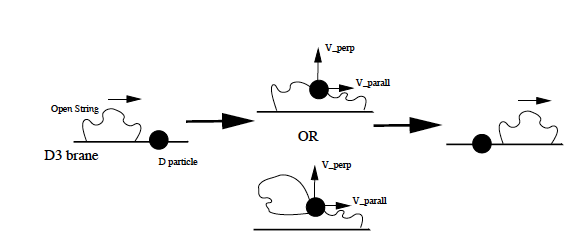 V_perp
V_parall
Open String
OR
D3 brane
D particle
V_perp
V_parall